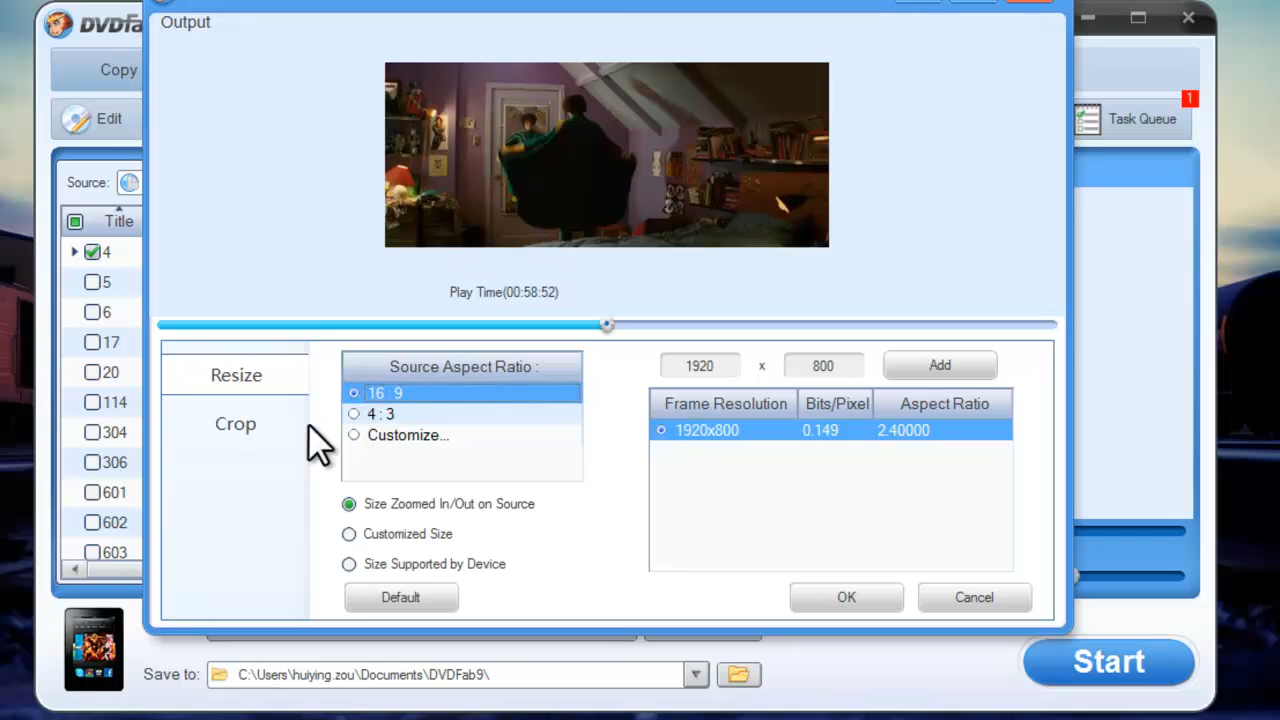 DVDFa
Output
Copy
Edit
1
Task Queue
Source:
Title
4
5
6
17
20
114
304
306
601
602
603
Play Time(00:58:52)
Resize
Crop
Source Aspect Ratio :
16 : 9
4 : 3
Customize...
Size Zoomed In/Out on Source
Customized Size
Size Supported by Device
Default
1920 x 800 Add
Frame Resolution Bits/Pixel Aspect Ratio
1920x800 0.149 2.40000
OK Cancel
Save to: C:\Users\huiying.zou\Documents\DVDFab9\
Start